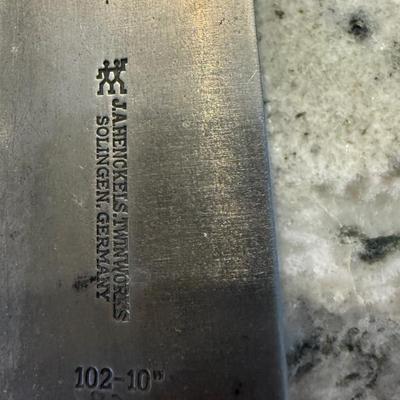 J.A.HENCKELS.TWINWORKS
SOLINGEN, GERMANY
102-10"